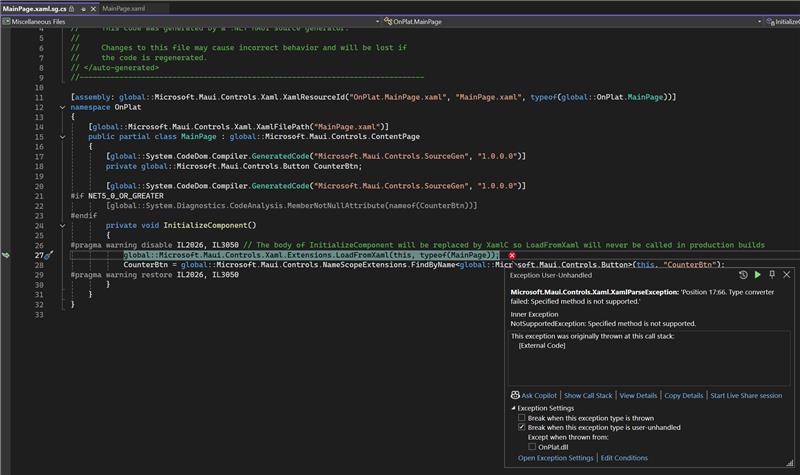 MainPage.xaml.sg.cs
MainPage.xaml
Miscellaneous Files
OnPlat.MainPage
InitializeC
4 // This code was generated by a .NET MAUI source generator.
5 //
6 // Changes to this file may cause incorrect behavior and will be lost if
7 // the code is regenerated.
8 // </auto-generated>
9 //------------------------------------------------------------------------------
10
11 [assembly: global::Microsoft.Maui.Controls.Xaml.XamlResourceId("OnPlat.MainPage.xaml", "MainPage.xaml", typeof(global::OnPlat.MainPage))]
12 namespace OnPlat
13 {
14 [global::Microsoft.Maui.Controls.Xaml.XamlFilePath("MainPage.xaml")]
15 public partial class MainPage : global::Microsoft.Maui.Controls.ContentPage
16 {
17 [global::System.CodeDom.Compiler.GeneratedCode("Microsoft.Maui.Controls.SourceGen", "1.0.0.0")]
18 private global::Microsoft.Maui.Controls.Button CounterBtn;
19
20 [global::System.CodeDom.Compiler.GeneratedCode("Microsoft.Maui.Controls.SourceGen", "1.0.0.0")]
21 #if NET5_0_OR_GREATER
22 [global::System.Diagnostics.CodeAnalysis.MemberNotNullAttribute(nameof(CounterBtn))]
23 #endif
24 private void InitializeComponent()
25 {
26 #pragma warning disable IL2026, IL3050 // The body of InitializeComponent will be replaced by XamlC so LoadFromXaml will never be called in production builds
27 global::Microsoft.Maui.Controls.Xaml.Extensions.LoadFromXaml(this, typeof(MainPage));
28 CounterBtn = global::Microsoft.Maui.Controls.NameScopeExtensions.FindByName<global::Microsoft.Maui.Controls.Button>(this, "CounterBtn");
29 #pragma warning restore IL2026, IL3050
30 }
31 }
32 }
33
Exception User-Unhandled
Microsoft.Maui.Controls.Xaml.XamlParseException: 'Position 17:66. Type converter
failed: Specified method is not supported.'
Inner Exception
NotSupportedException: Specified method is not supported.
This exception was originally thrown at this call stack:
[External Code]
Ask Copilot | Show Call Stack | View Details | Copy Details | Start Live Share session
Exception Settings
Break when this exception type is thrown
Break when this exception type is user-unhandled
Except when thrown from:
OnPlat.dll
Open Exception Settings | Edit Conditions